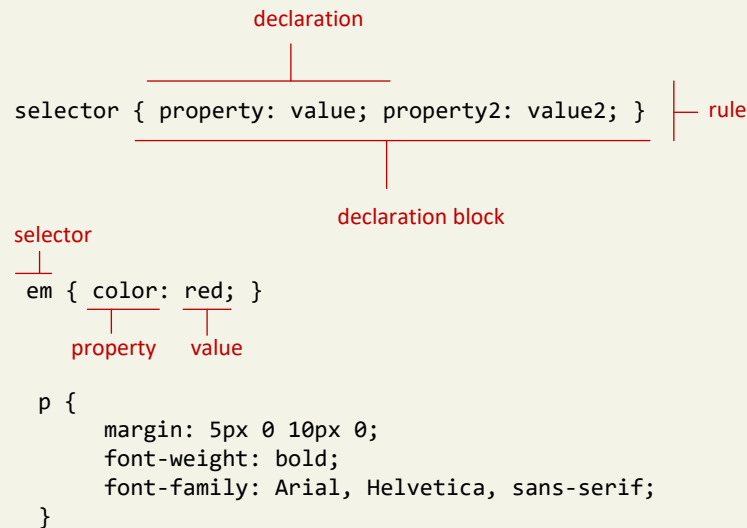 declaration
selector { property: value; property2: value2; }
rule
declaration block
selector
em { color: red; }
property value
p {
margin: 5px 0 10px 0;
font-weight: bold;
font-family: Arial, Helvetica, sans-serif;
}